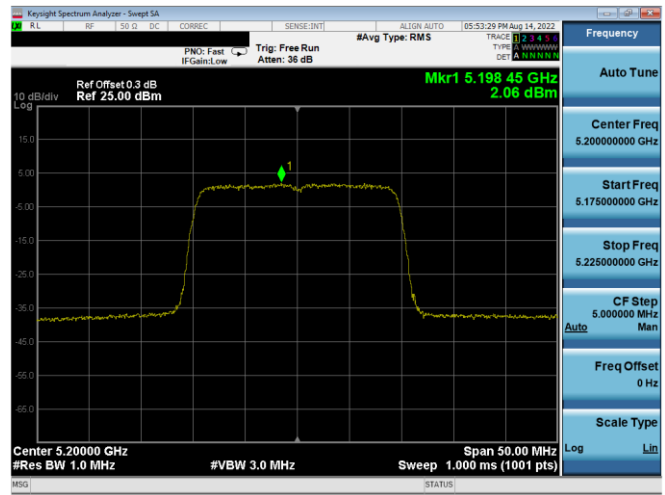 Keysight Spectrum Analyzer - Swept SA
RL RF 50 Ω DC CORREC SENSE:INT ALIGN AUTO 05:53:29 PM Aug 14, 2022
PNO: Fast
IFGain:Low
Trig: Free Run
Atten: 36 dB
#Avg Type: RMS
TRACE 1 2 3 4 5 6
TYPE A WWWWW
DET A N N N N N
Ref Offset 0.3 dB
Ref 25.00 dBm
10 dB/div
Log
Mkr1 5.198 45 GHz
2.06 dBm
15.0
5.00
-5.00
-15.0
-25.0
-35.0
-45.0
-55.0
-65.0
1
Center 5.20000 GHz
#Res BW 1.0 MHz
#VBW 3.0 MHz
Span 50.00 MHz
Sweep 1.000 ms (1001 pts)
MSG
STATUS
Frequency
Auto Tune
Center Freq
5.200000000 GHz
Start Freq
5.175000000 GHz
Stop Freq
5.225000000 GHz
CF Step
5.000000 MHz
Auto Man
Freq Offset
0 Hz
Scale Type
Log Lin